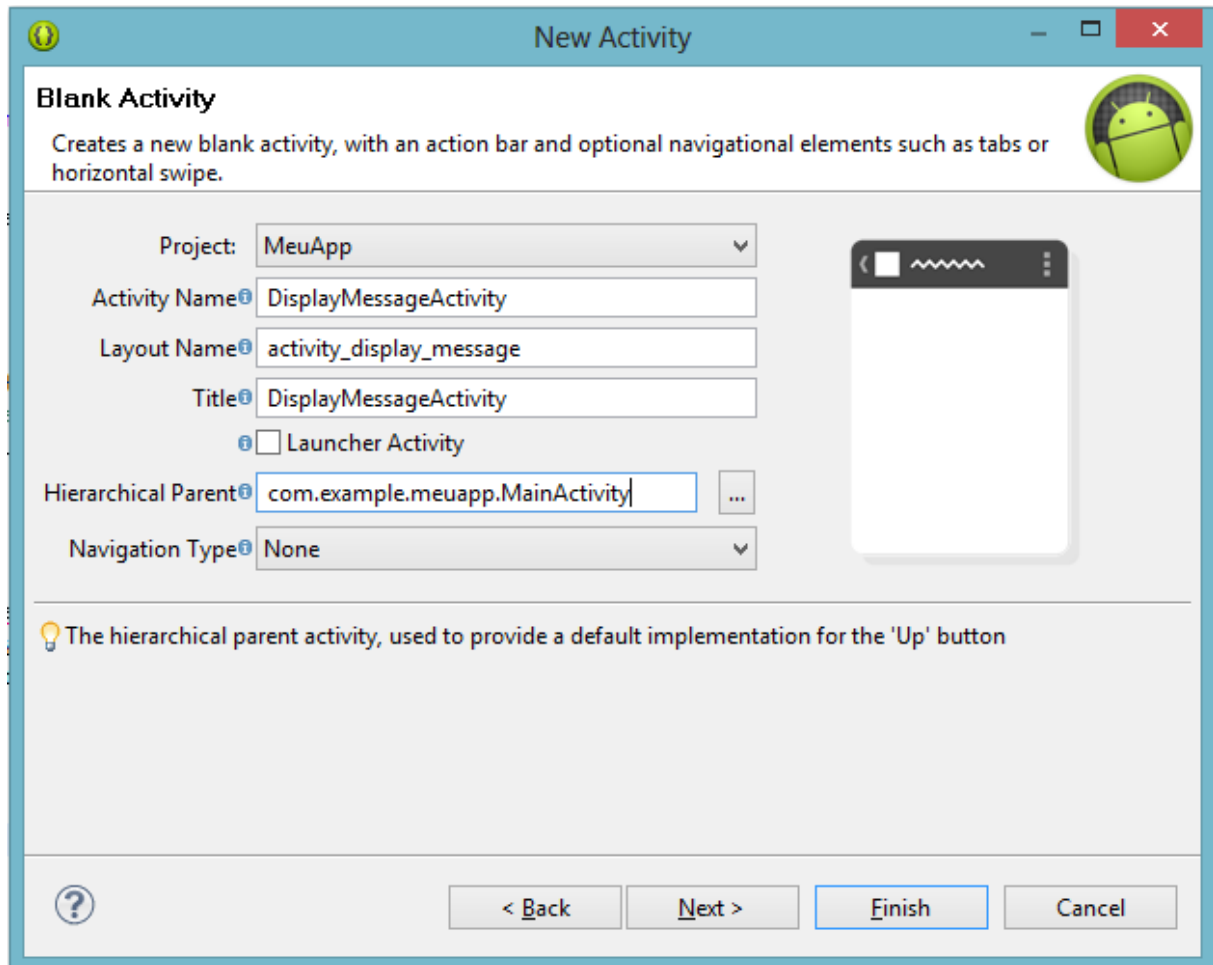 New Activity
Blank Activity
Creates a new blank activity, with an action bar and optional navigational elements such as tabs or
horizontal swipe.
Project: MeuApp
Activity Name DisplayMessageActivity
Layout Name activity_display_message
Title DisplayMessageActivity
Launcher Activity
Hierarchical Parent com.example.meuapp.MainActivity ...
Navigation Type None
The hierarchical parent activity, used to provide a default implementation for the 'Up' button
? < Back Next > Finish Cancel